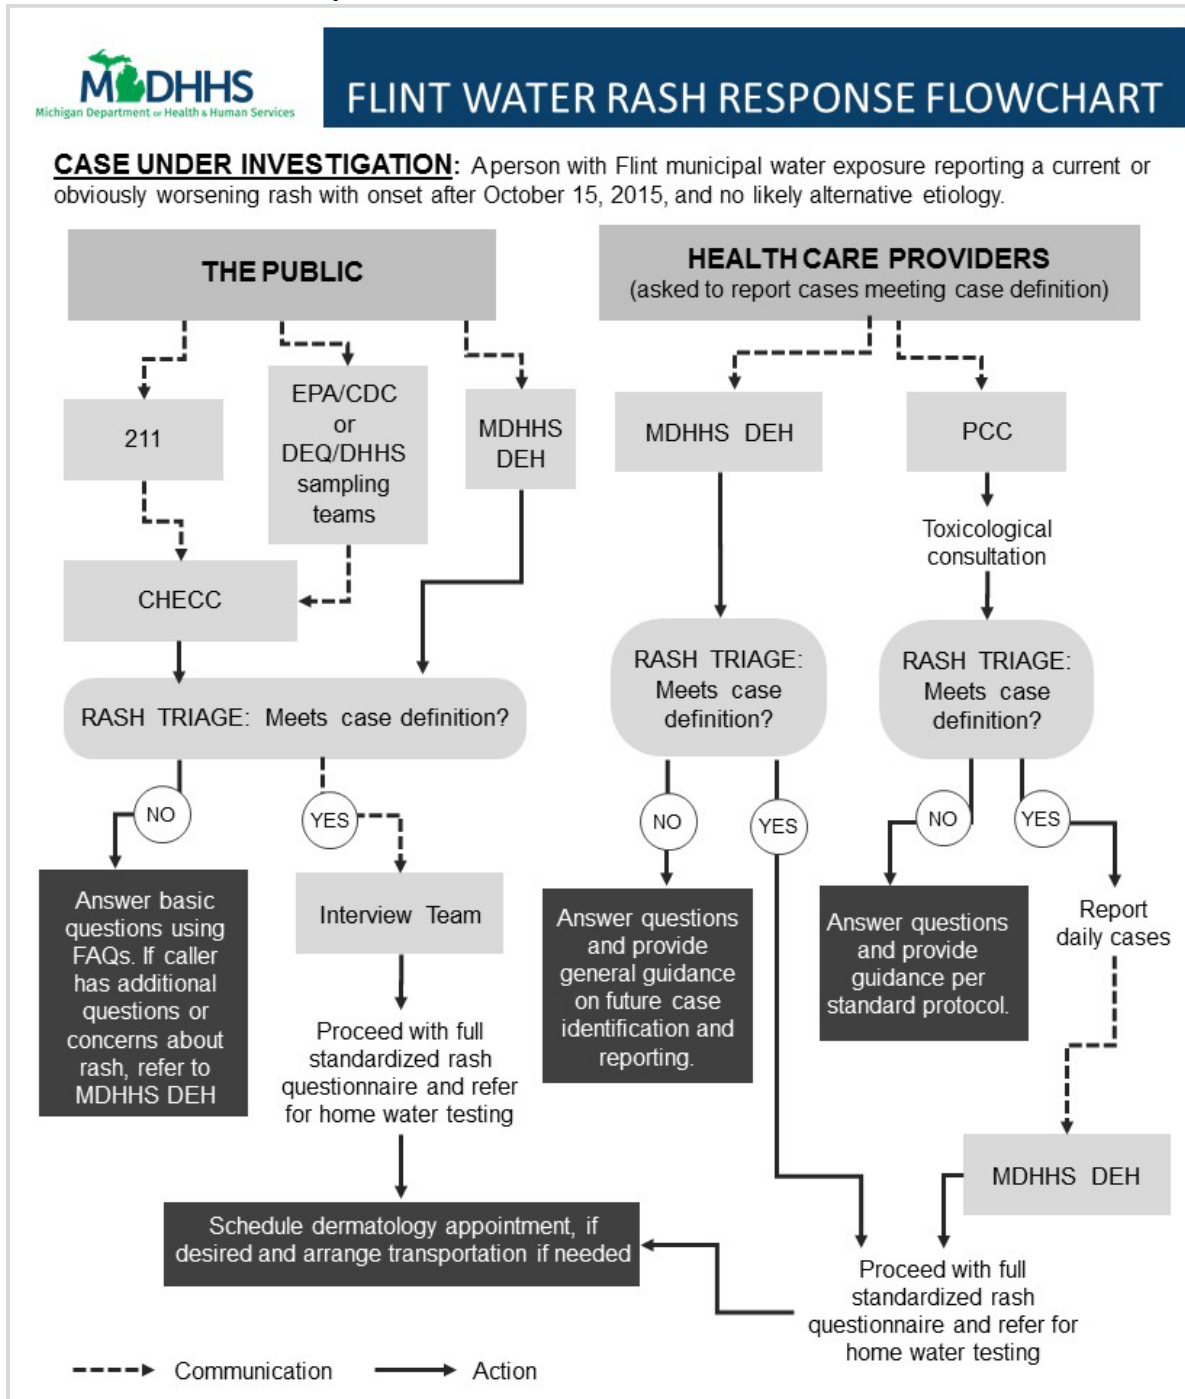 MDHHS
Michigan Department of Health & Human Services
FLINT WATER RASH RESPONSE FLOWCHART
CASE UNDER INVESTIGATION: A person with Flint municipal water exposure reporting a current or
obviously worsening rash with onset after October 15, 2015, and no likely alternative etiology.
THE PUBLIC
HEALTH CARE PROVIDERS
(asked to report cases meeting case definition)
211
EPA/CDC
or
DEQ/DHHS
sampling
teams
MDHHS
DEH
MDHHS DEH
PCC
Toxicological
consultation
CHECC
RASH TRIAGE: Meets case definition?
RASH TRIAGE:
Meets case
definition?
RASH TRIAGE:
Meets case
definition?
NO
YES
NO
YES
NO
YES
Answer basic
questions using
FAQs. If caller
has additional
questions or
concerns about
rash, refer to
MDHHS DEH
Interview Team
Proceed with full
standardized rash
questionnaire and refer
for home water testing
Answer questions
and provide
general guidance
on future case
identification and
reporting.
Answer questions
and provide
guidance per
standard protocol.
Report
daily cases
MDHHS DEH
Schedule dermatology appointment, if
desired and arrange transportation if needed
Proceed with full
standardized rash
questionnaire and refer for
home water testing
Communication
Action